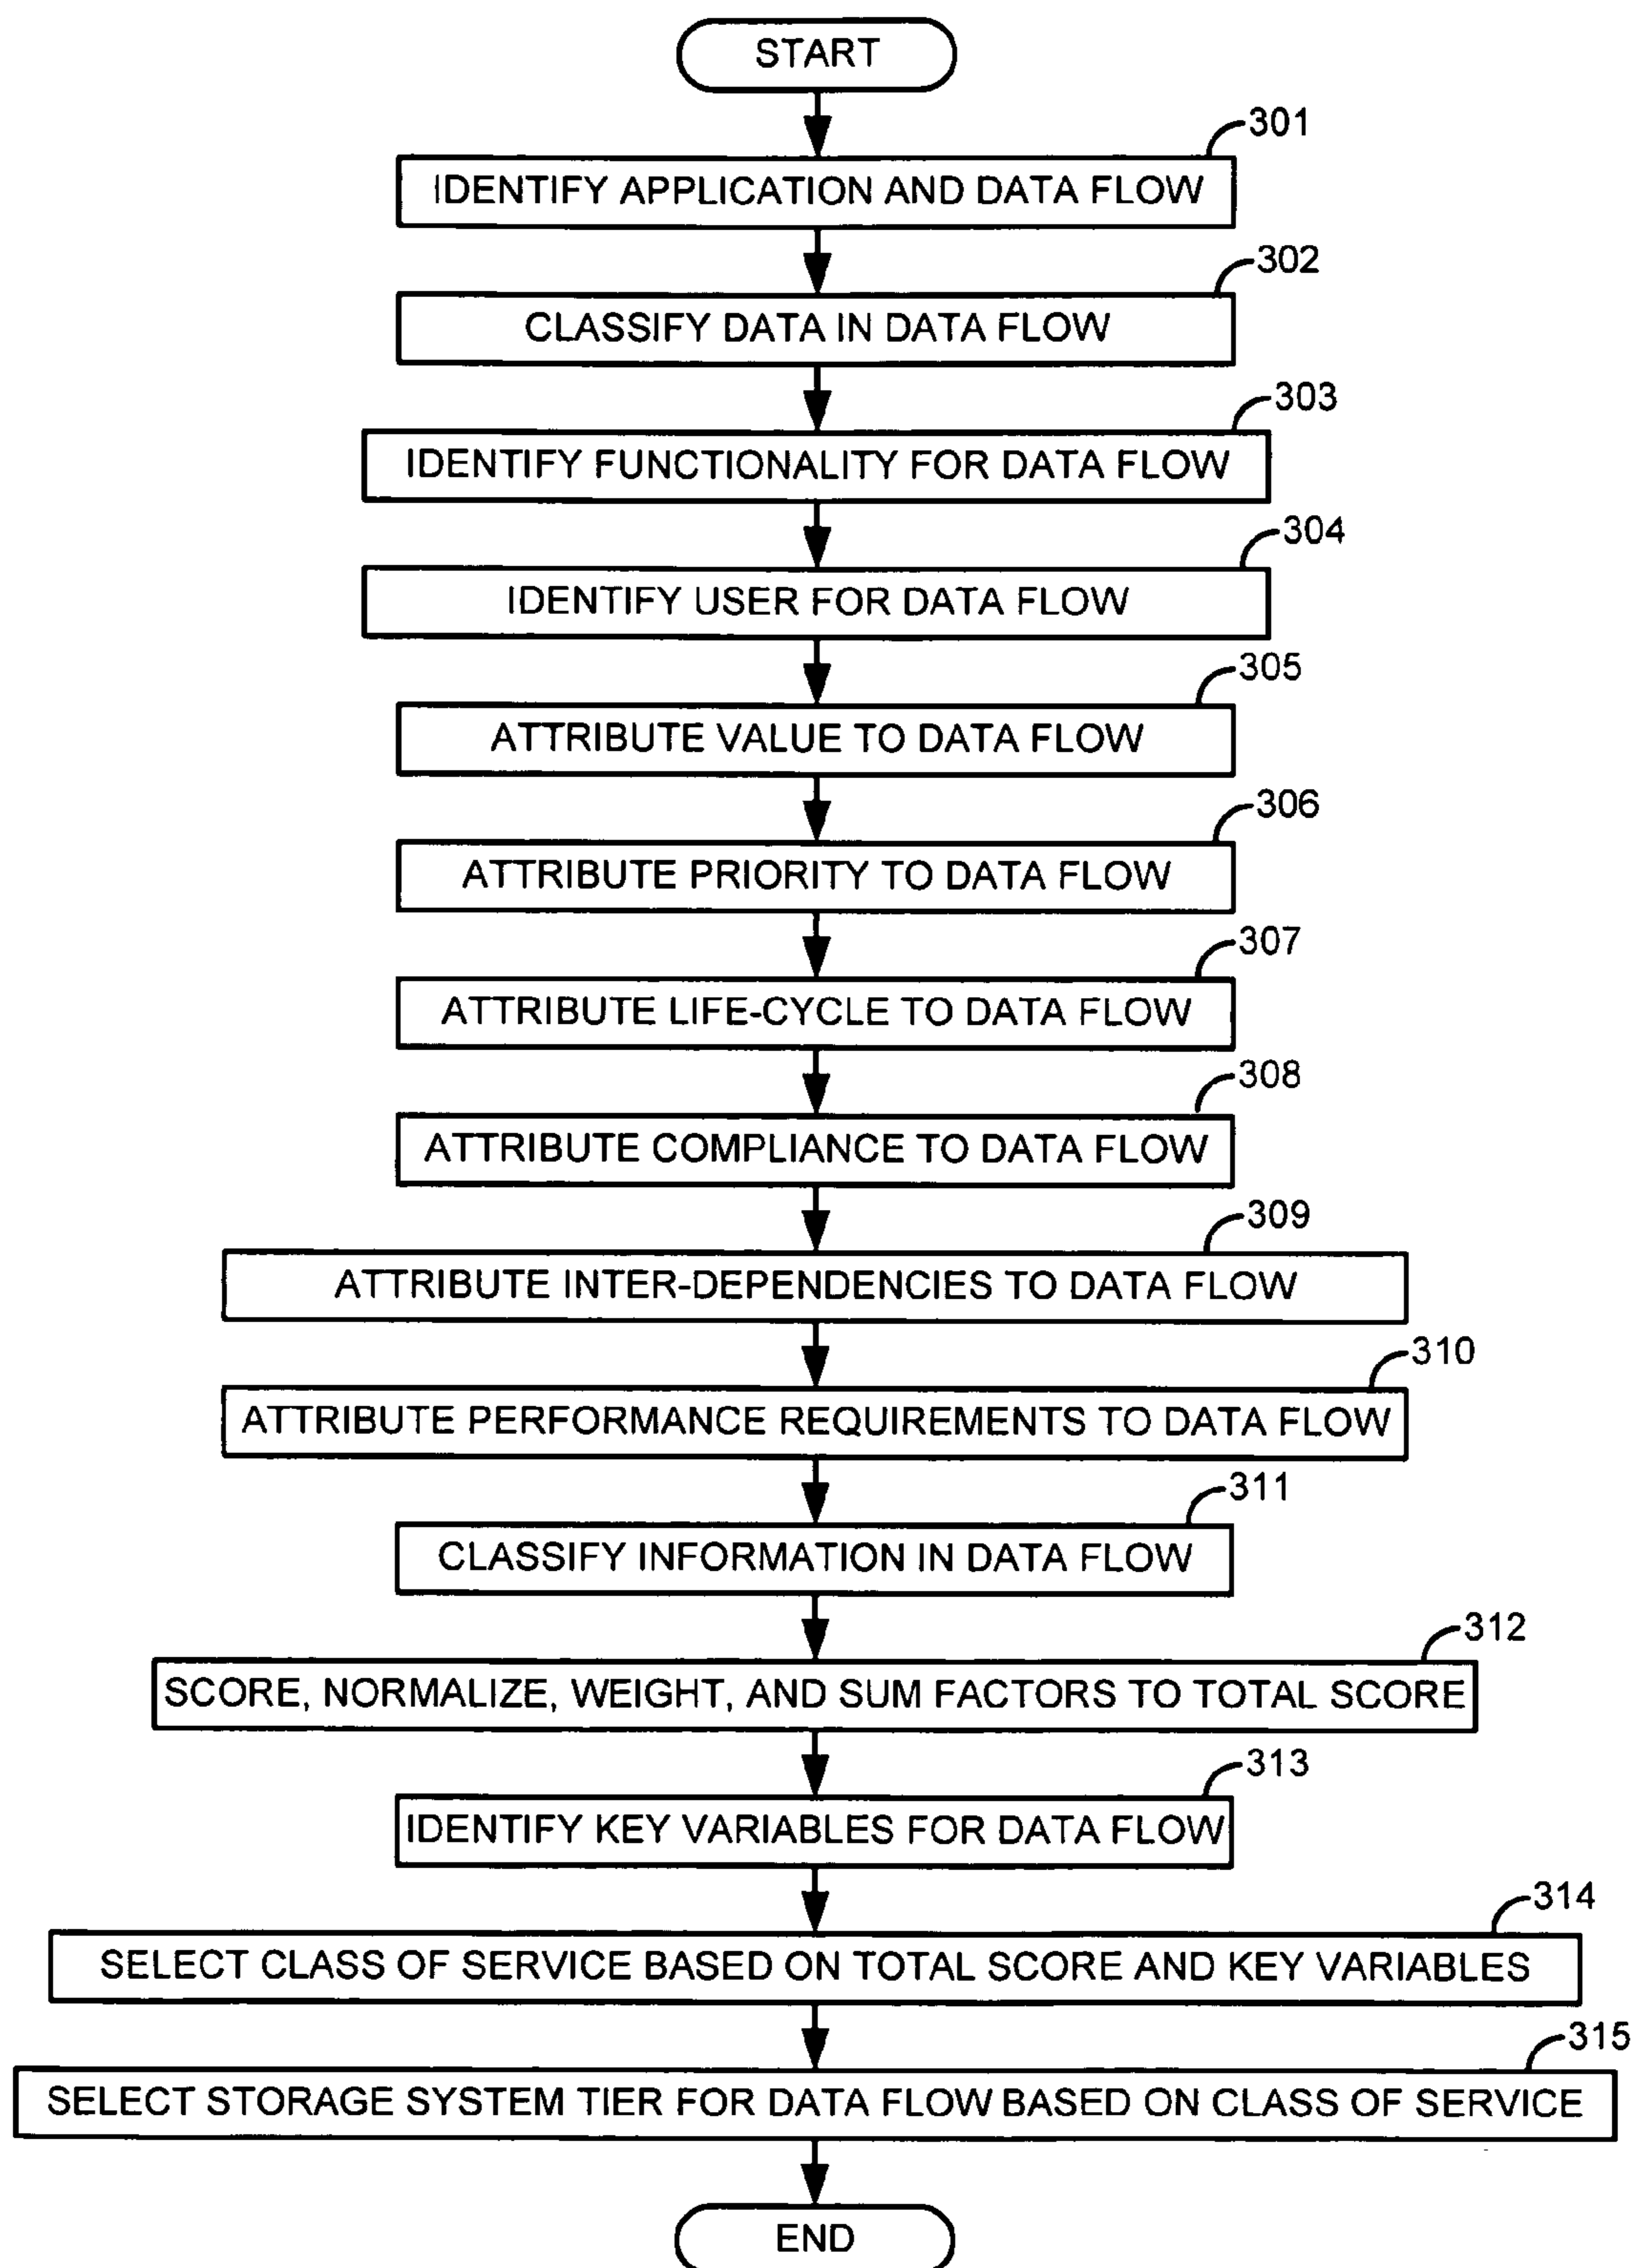 START
301
IDENTIFY APPLICATION AND DATA FLOW
302
CLASSIFY DATA IN DATA FLOW
303
IDENTIFY FUNCTIONALITY FOR DATA FLOW
304
IDENTIFY USER FOR DATA FLOW
305
ATTRIBUTE VALUE TO DATA FLOW
306
ATTRIBUTE PRIORITY TO DATA FLOW
307
ATTRIBUTE LIFE-CYCLE TO DATA FLOW
308
ATTRIBUTE COMPLIANCE TO DATA FLOW
309
ATTRIBUTE INTER-DEPENDENCIES TO DATA FLOW
310
ATTRIBUTE PERFORMANCE REQUIREMENTS TO DATA FLOW
311
CLASSIFY INFORMATION IN DATA FLOW
312
SCORE, NORMALIZE, WEIGHT, AND SUM FACTORS TO TOTAL SCORE
313
IDENTIFY KEY VARIABLES FOR DATA FLOW
314
SELECT CLASS OF SERVICE BASED ON TOTAL SCORE AND KEY VARIABLES
315
SELECT STORAGE SYSTEM TIER FOR DATA FLOW BASED ON CLASS OF SERVICE
END